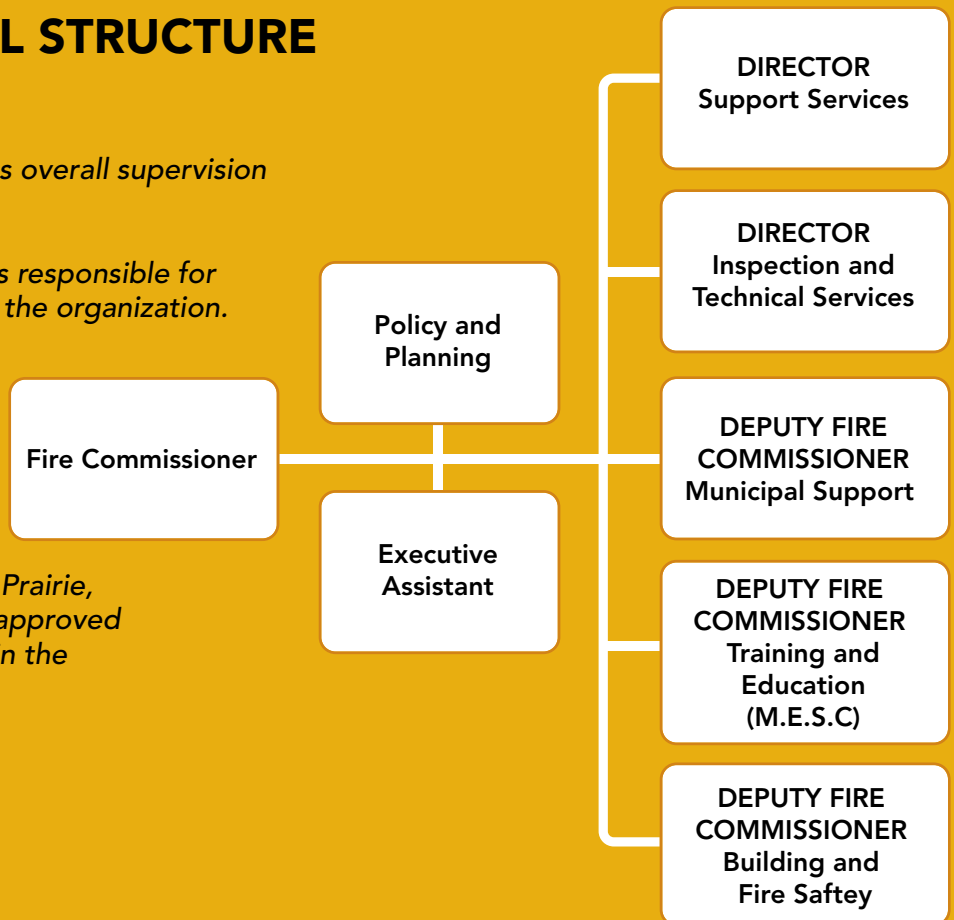 L STRUCTURE
s overall supervision
s responsible for
the organization.
Prairie,
approved
n the
Fire Commissioner
Policy and
Planning
Executive
Assistant
DIRECTOR
Support Services
DIRECTOR
Inspection and
Technical Services
DEPUTY FIRE
COMMISSIONER
Municipal Support
DEPUTY FIRE
COMMISSIONER
Training and
Education
(M.E.S.C)
DEPUTY FIRE
COMMISSIONER
Building and
Fire Saftey